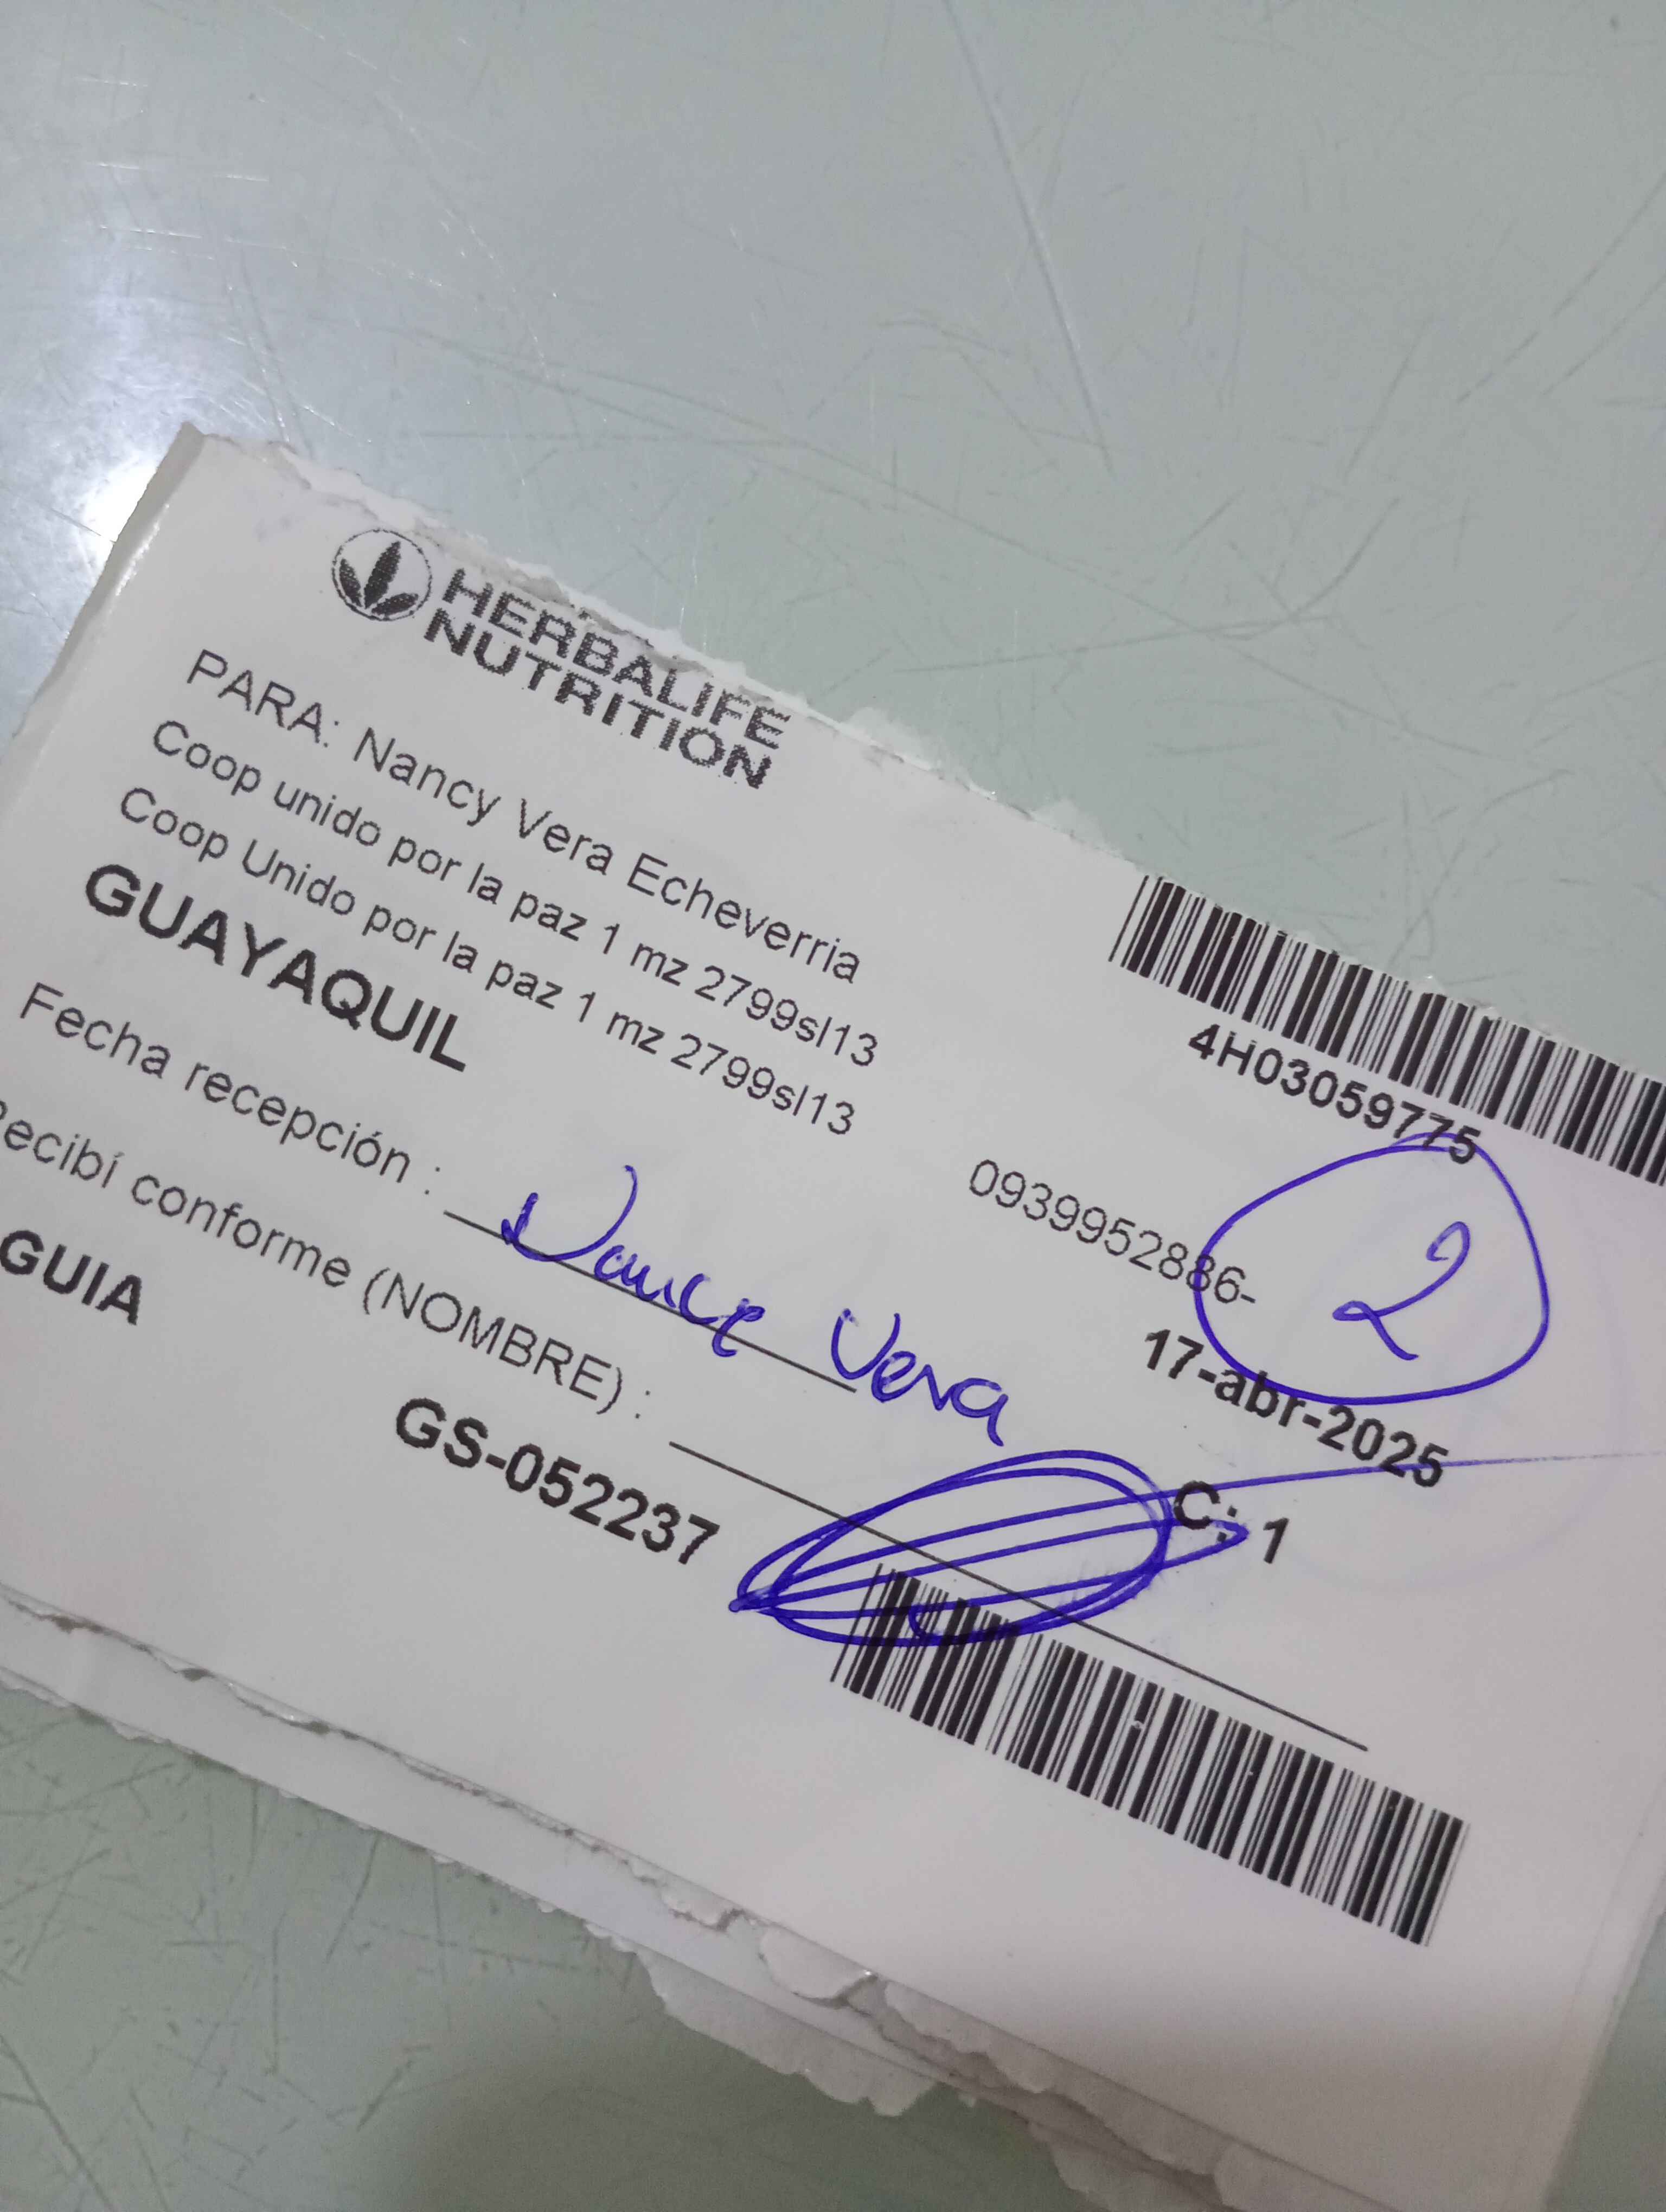 HERBALIFE
NUTRITION
PARA: Nancy Vera Echeverria
Coop unido por la paz 1 mz 2799sl13
Coop Unido por la paz 1 mz 2799sl13
GUAYAQUIL
4H03059775
0939952886-
2
17-abr-2025
C: 1
Fecha recepción :
Vera
Recibí conforme (NOMBRE) :
GUIA
GS-052237